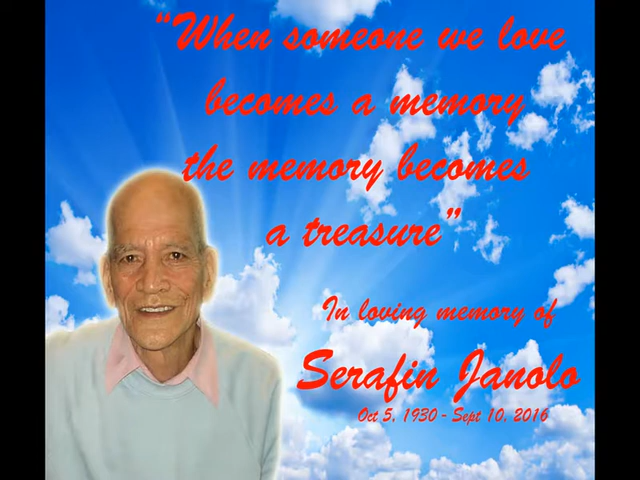 “When someone we love
becomes a memory
the memory becomes
a treasure”
In loving memory of
Serafin Janolo
Oct 5, 1930 - Sept 10, 2016